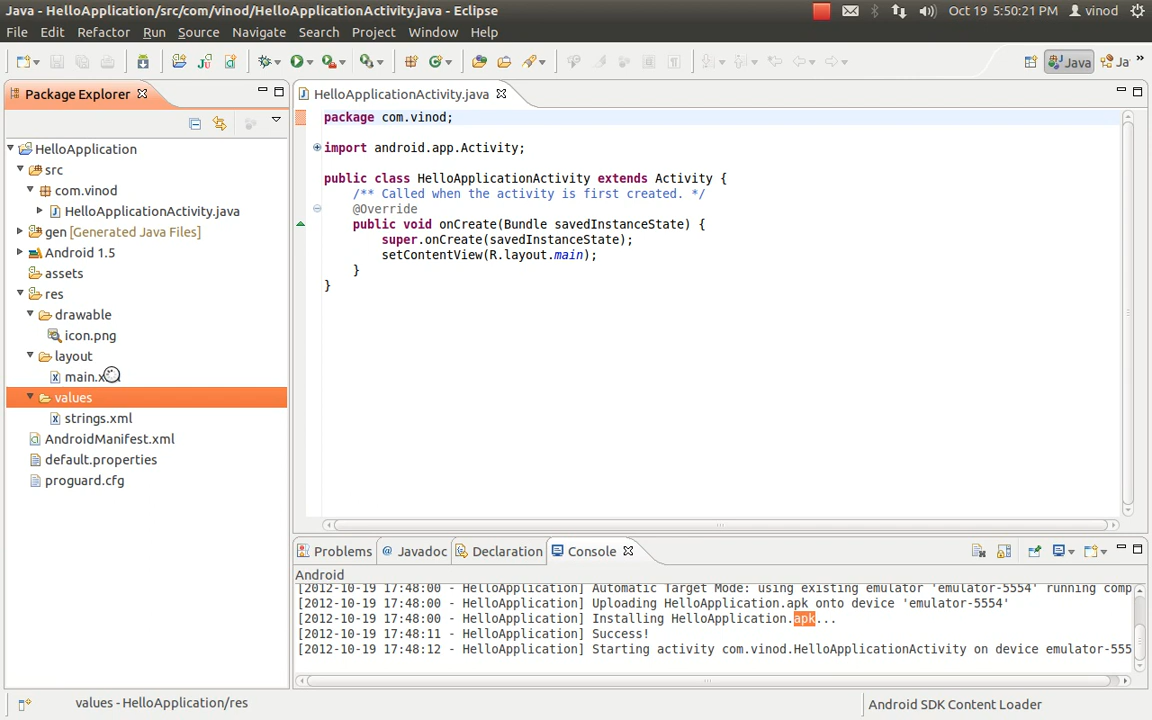 Java - HelloApplication/src/com/vinod/HelloApplicationActivity.java - Eclipse
Oct 19 5:50:21 PM
vinod
File Edit Refactor Run Source Navigate Search Project Window Help
Java
Ja
»
Package Explorer
HelloApplication
src
com.vinod
HelloApplicationActivity.java
gen [Generated Java Files]
Android 1.5
assets
res
drawable
icon.png
layout
main.x
values
strings.xml
AndroidManifest.xml
default.properties
proguard.cfg
HelloApplicationActivity.java
package com.vinod;
import android.app.Activity;
public class HelloApplicationActivity extends Activity {
/** Called when the activity is first created. */
@Override
public void onCreate(Bundle savedInstanceState) {
super.onCreate(savedInstanceState);
setContentView(R.layout.main);
}
}
Problems @ Javadoc Declaration Console
Android
[2012-10-19 17:48:00 - HelloApplication] Automatic Target Mode: using existing emulator 'emulator-5554' running comp
[2012-10-19 17:48:00 - HelloApplication] Uploading HelloApplication.apk onto device 'emulator-5554'
[2012-10-19 17:48:00 - HelloApplication] Installing HelloApplication.apk...
[2012-10-19 17:48:11 - HelloApplication] Success!
[2012-10-19 17:48:12 - HelloApplication] Starting activity com.vinod.HelloApplicationActivity on device emulator-555
values - HelloApplication/res
Android SDK Content Loader